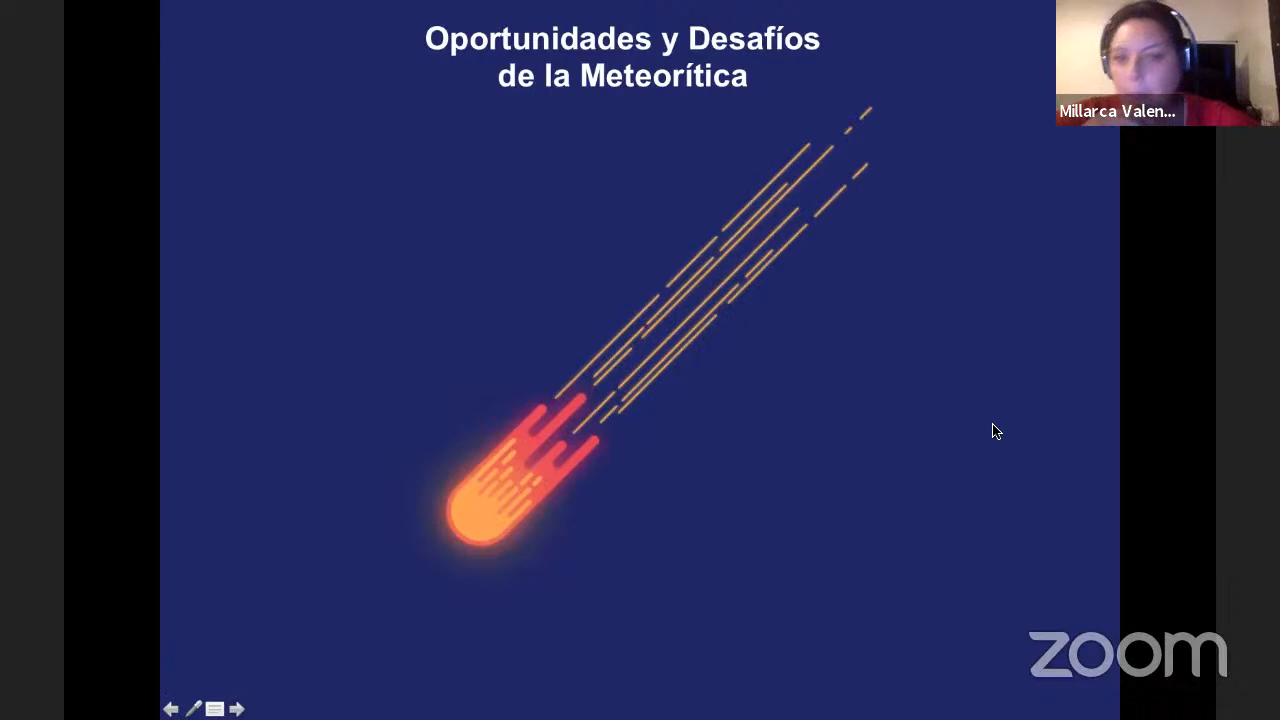 Oportunidades y Desafíos
de la Meteorítica
Millarca Valen...
zoom